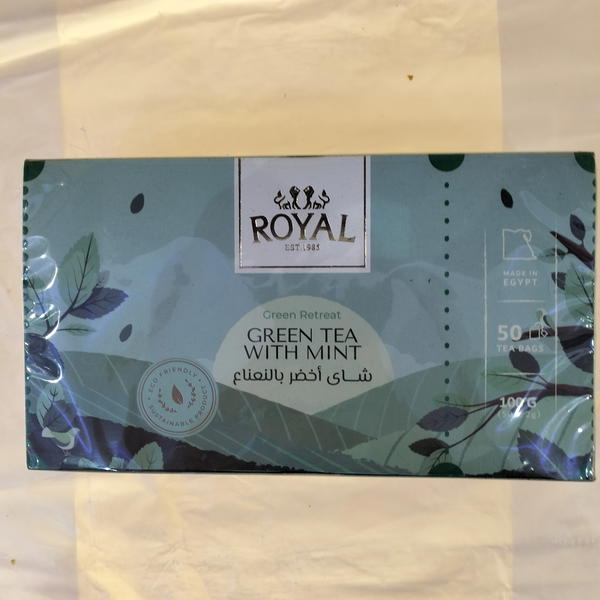 ROYAL
EST.1985
Green Retreat
GREEN TEA
WITH MINT
شاى أخضر بالنعناع
ECO FRIENDLY
SUSTAINABLE PRODUCT
MADE IN
EGYPT
50
TEA BAGS
100 G